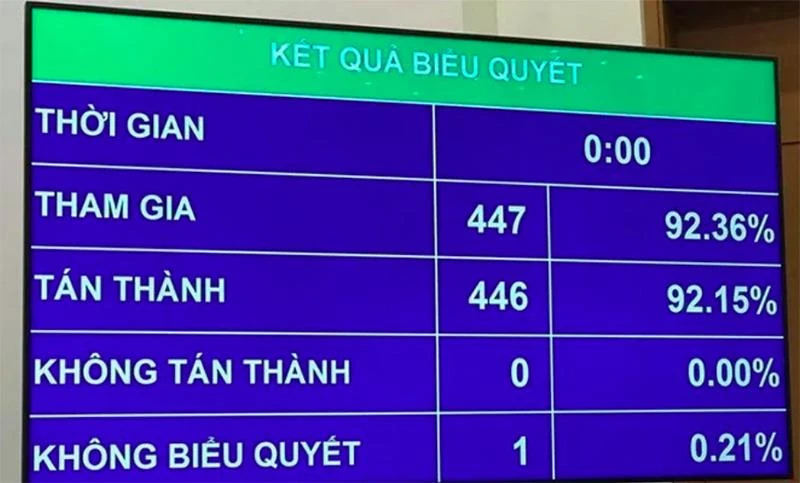 KẾT QUẢ BIỂU QUYẾT
THỜI GIAN 0:00
THAM GIA 447 92.36%
TÁN THÀNH 446 92.15%
KHÔNG TÁN THÀNH 0 0.00%
KHÔNG BIỂU QUYẾT 1 0.21%